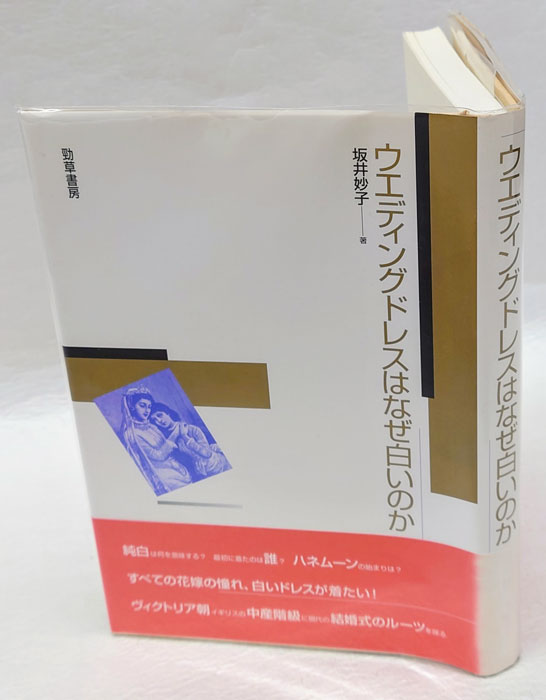 ウエディングドレスはなぜ白いのか
ウエディングドレスはなぜ白いのか
坂井妙子──著
勁草書房
純白は何を意味する? 最初に着たのは誰? ハネムーンの始まりは?
すべての花嫁の憧れ、白いドレスが着たい!
ヴィクトリア朝イギリスの中産階級に現代の結婚式のルーツを探る